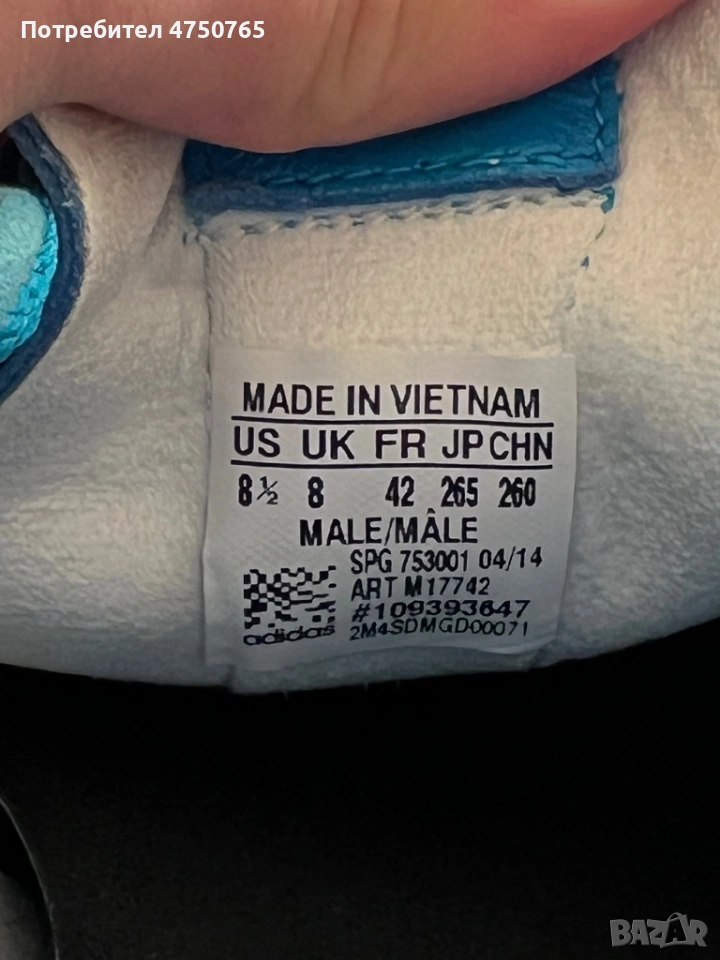 Потребител 4750765
MADE IN VIETNAM
US UK FR JP CHN
8½ 8 42 265 260
MALE/MÂLE
SPG 753001 04/14
ART M17742
#109393647
adidas 2M4SDMGD00071
BAZAR